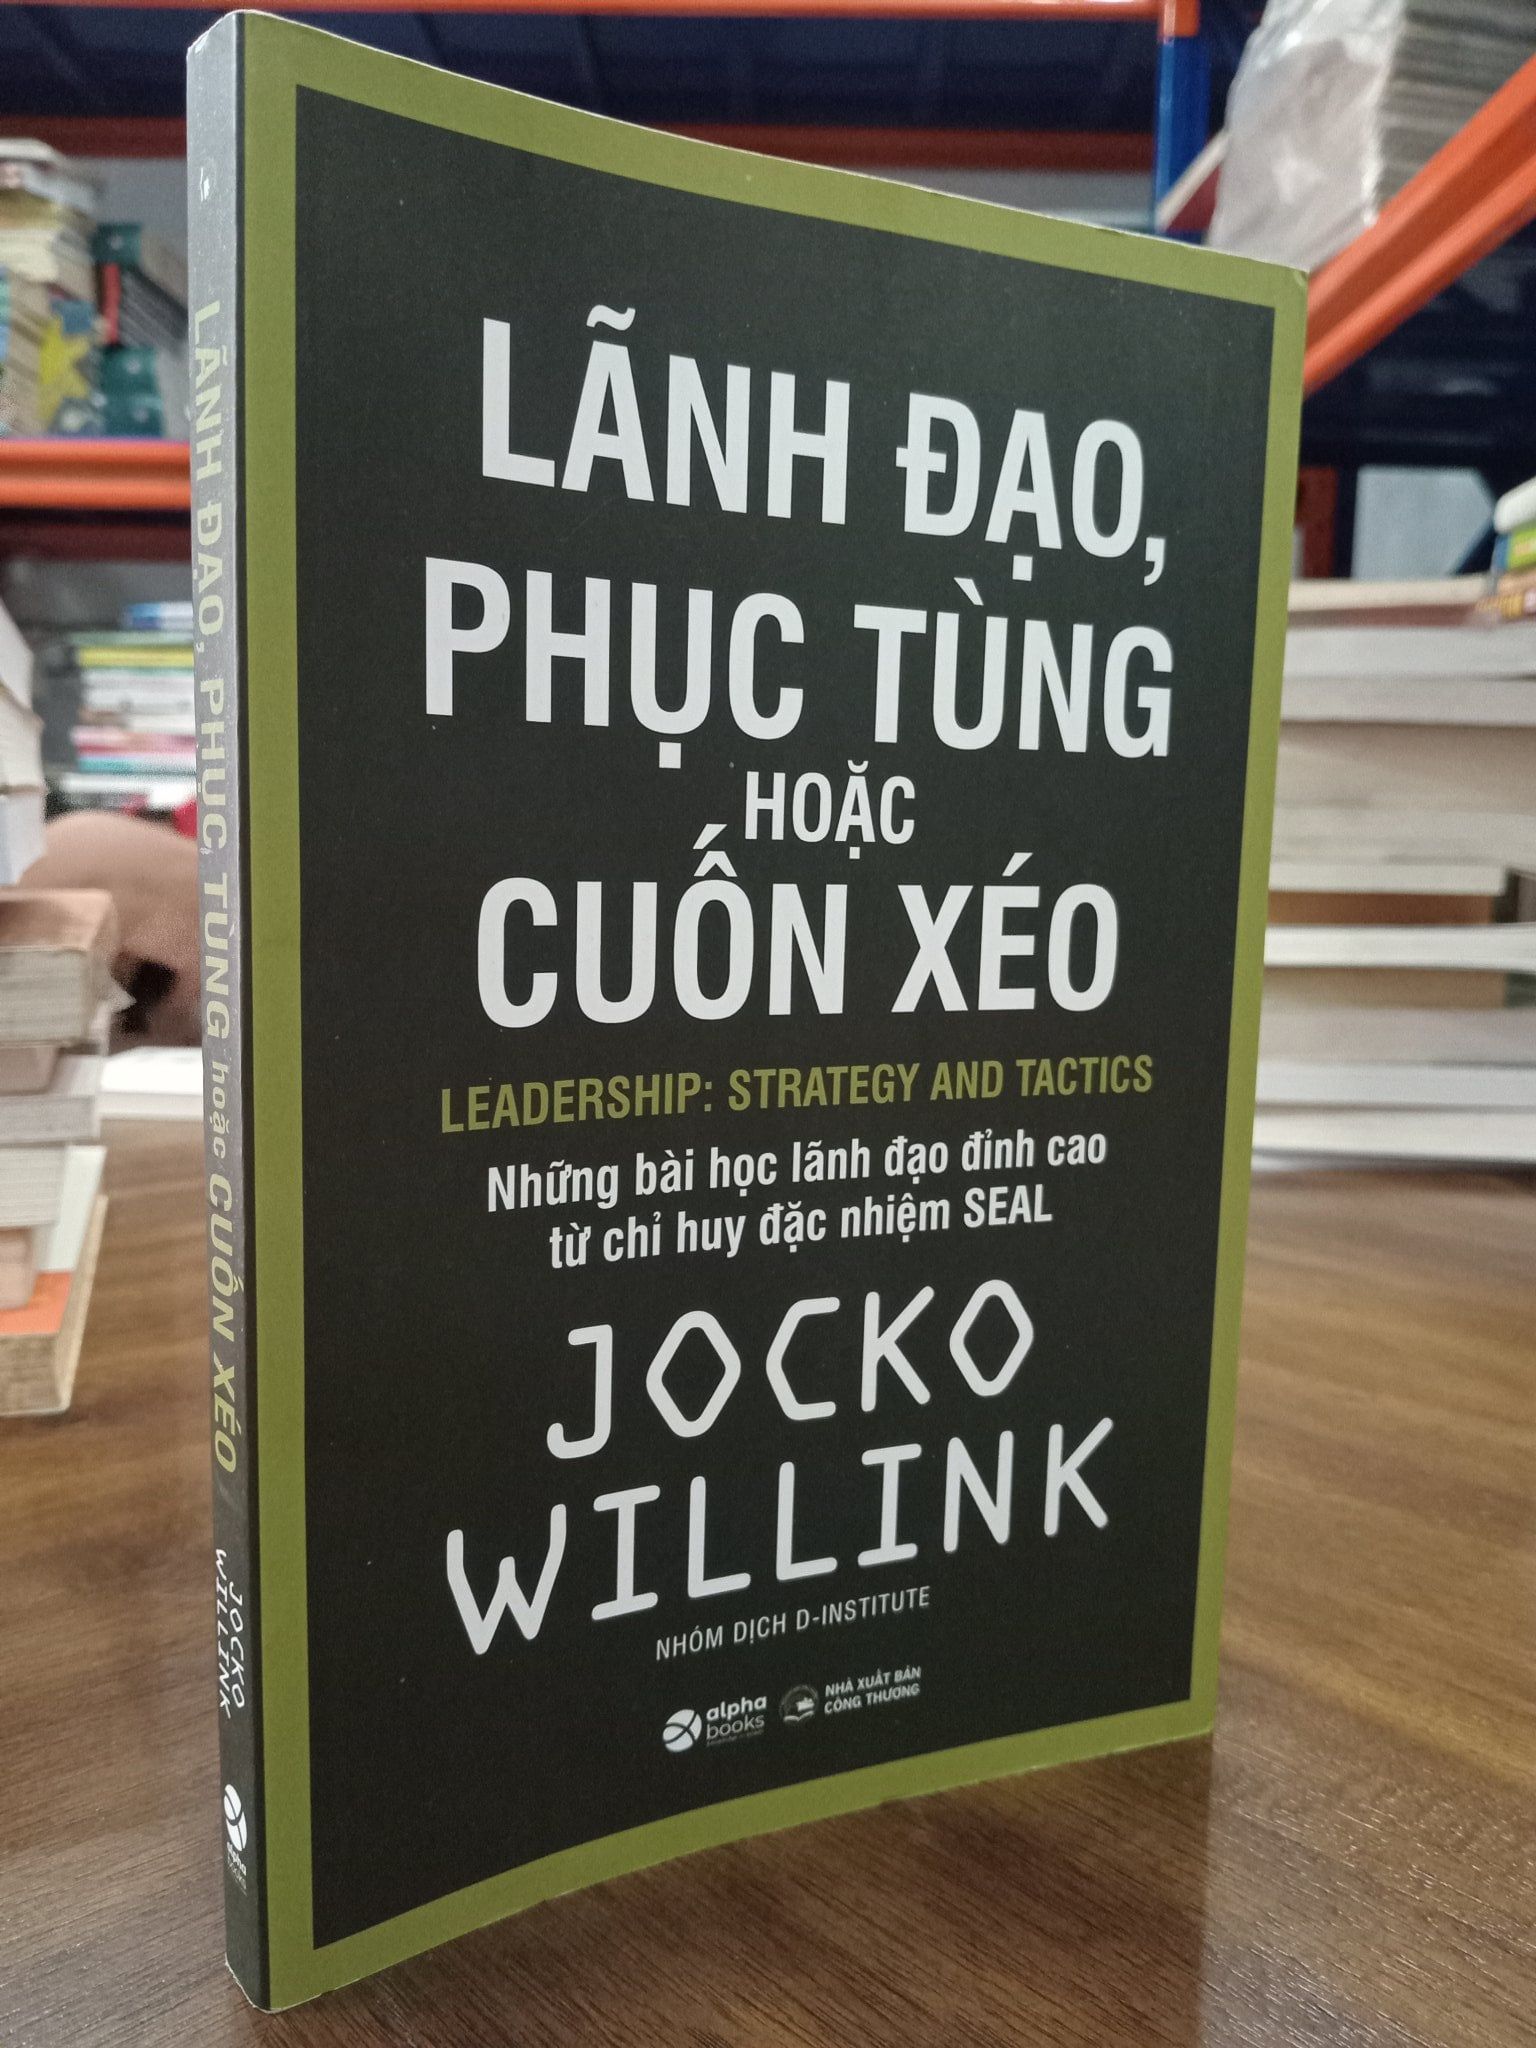 LÃNH ĐẠO,
PHỤC TÙNG
HOẶC
CUỐN XÉO
LEADERSHIP: STRATEGY AND TACTICS
Những bài học lãnh đạo đỉnh cao
từ chỉ huy đặc nhiệm SEAL
JOCKO
WILLINK
NHÓM DỊCH D-INSTITUTE
alpha
books
NHÀ XUẤT BẢN
CÔNG THƯƠNG
LÃNH ĐẠO, PHỤC TÙNG hoặc CUỐN XÉO
JOCKO
WILLINK
alpha
books